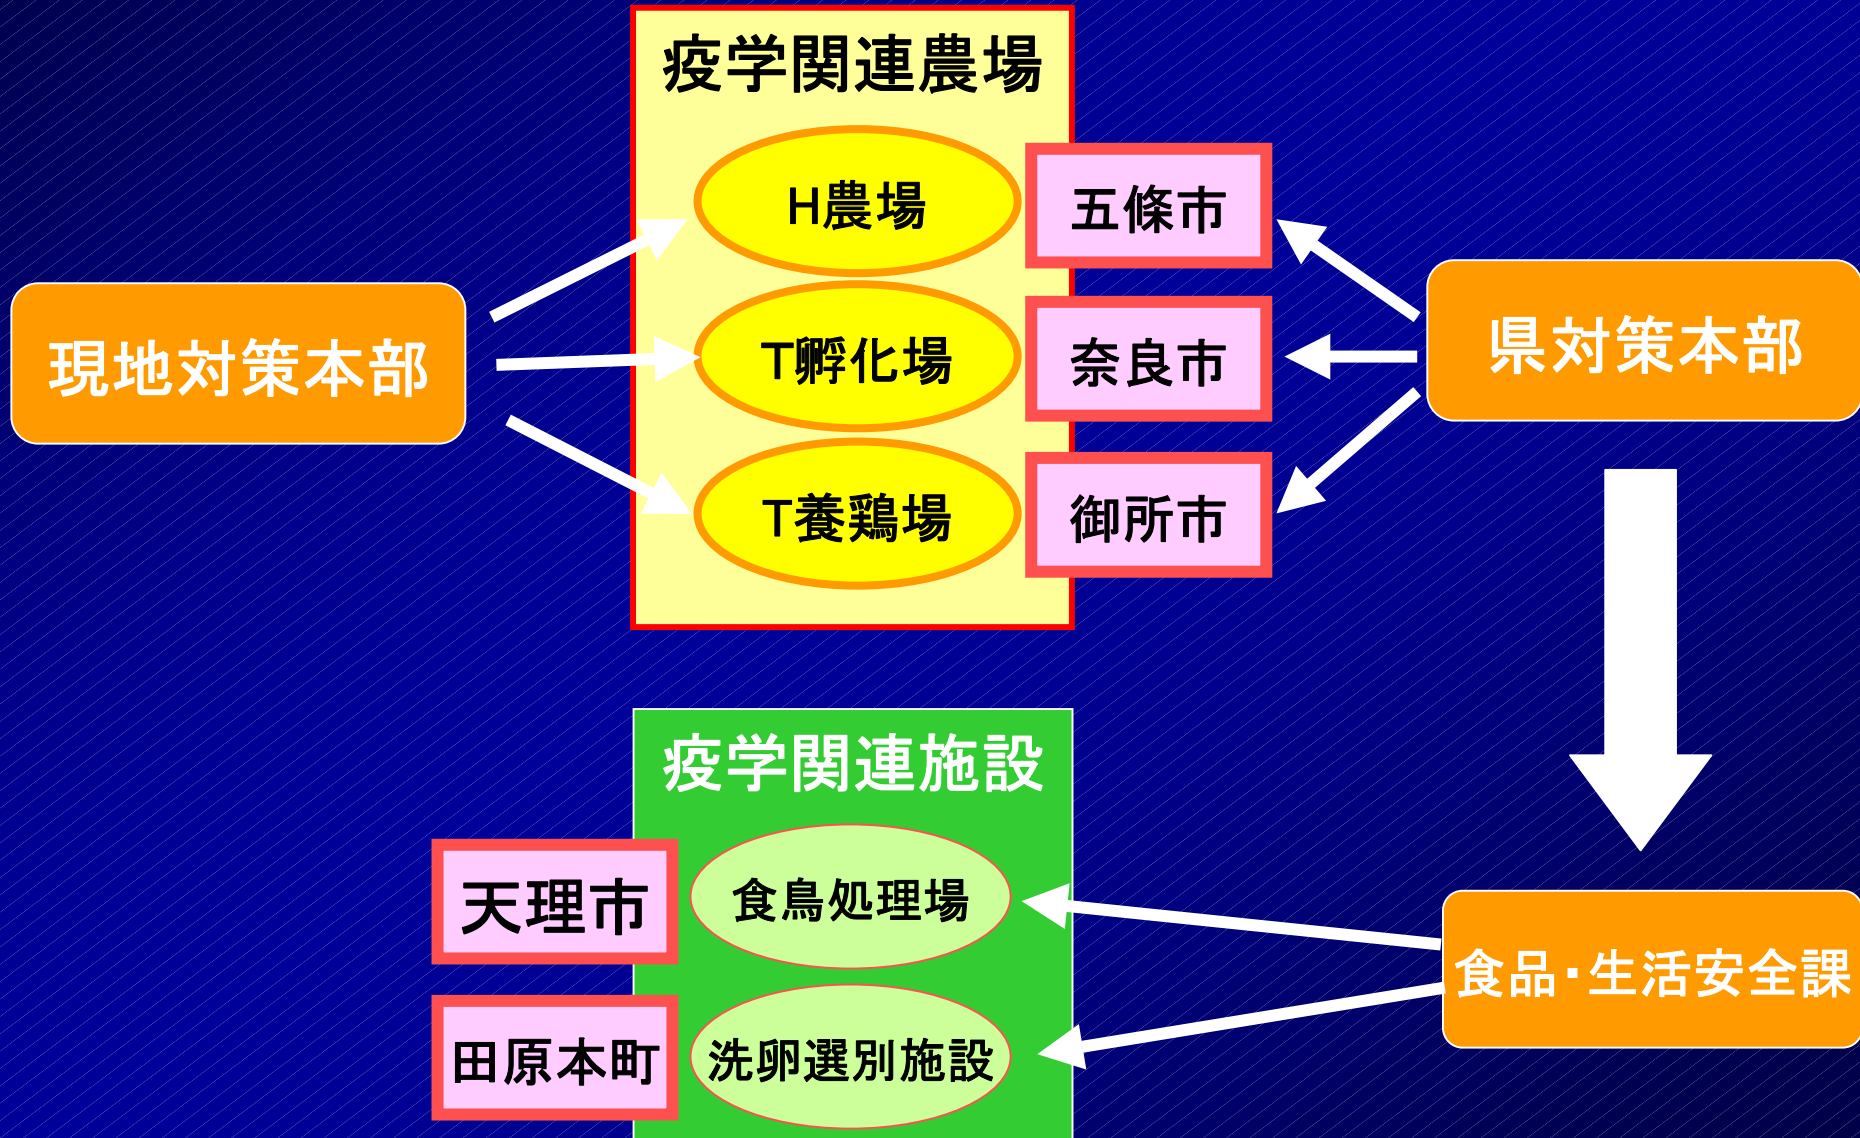 疫学関連農場
H農場
五條市
現地対策本部
T孵化場
奈良市
県対策本部
T養鶏場
御所市
疫学関連施設
天理市
食鳥処理場
食品・生活安全課
田原本町
洗卵選別施設